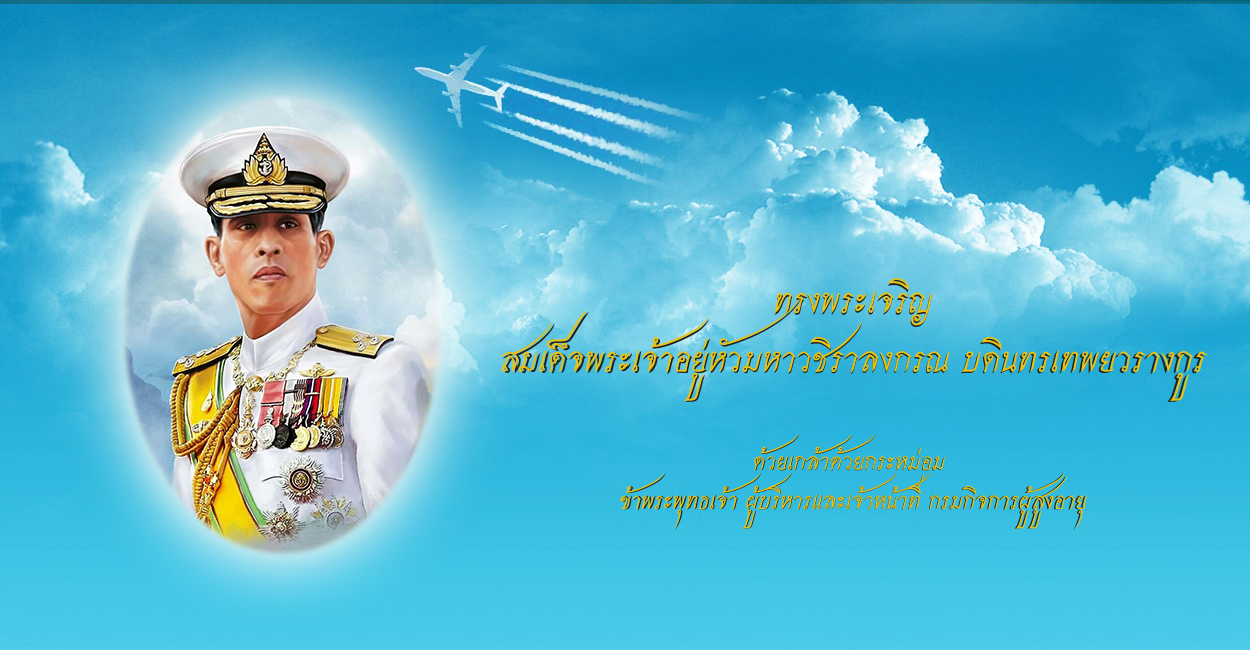 ทรงพระเจริญ
สมเด็จพระเจ้าอยู่หัวมหาวชิราลงกรณ บดินทรเทพยวรางกูร
ด้วยเกล้าด้วยกระหม่อม
ข้าพระพุทธเจ้า ผู้บริหารและเจ้าหน้าที่ กรมกิจการผู้สูงอายุ